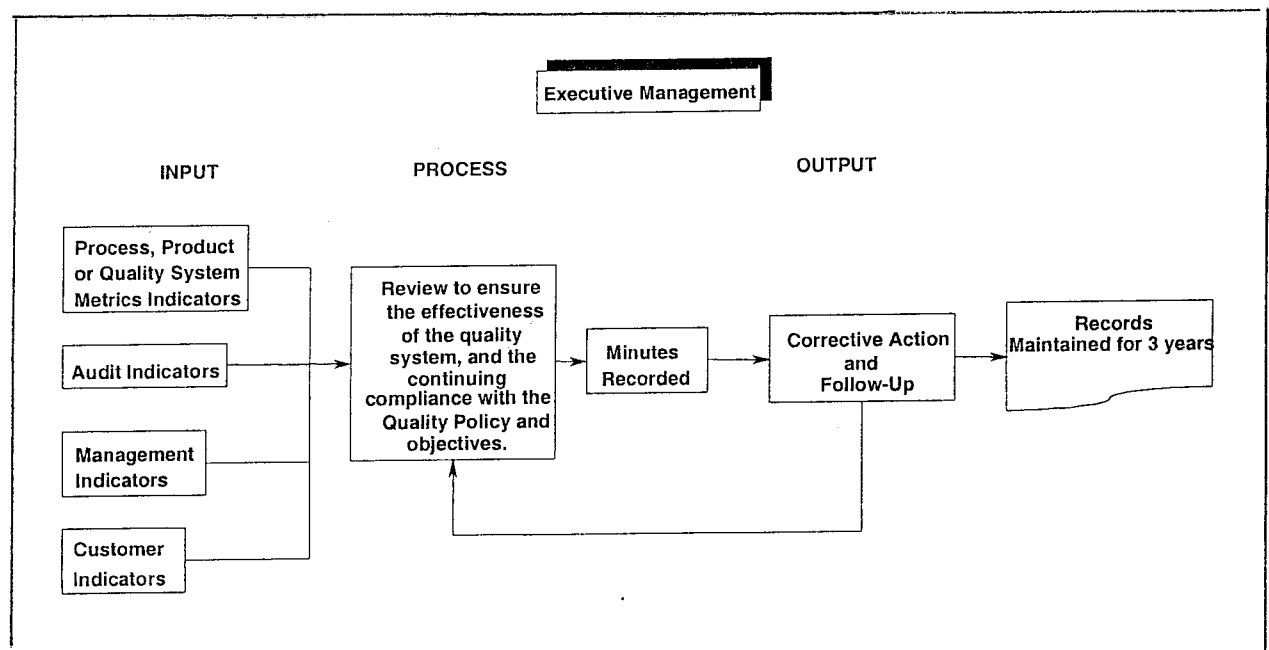 Executive Management
INPUT
PROCESS
OUTPUT
Process, Product
or Quality System
Metrics Indicators
Audit Indicators
Management
Indicators
Customer
Indicators
Review to ensure
the effectiveness
of the quality
system, and the
continuing
compliance with the
Quality Policy and
objectives.
Minutes
Recorded
Corrective Action
and
Follow-Up
Records
Maintained for 3 years